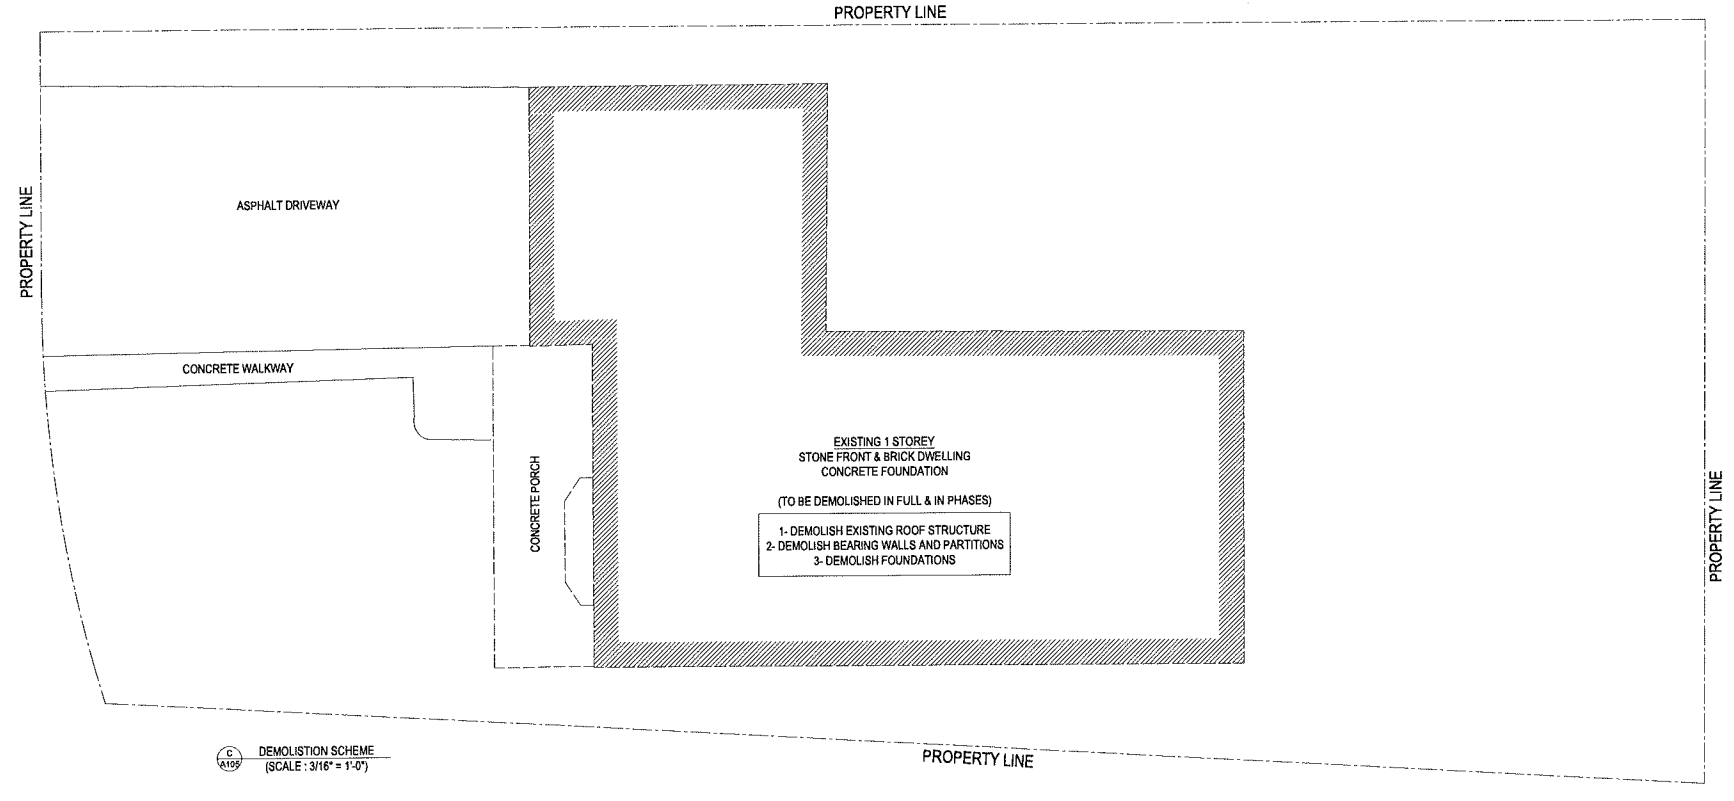 PROPERTY LINE
PROPERTY LINE
ASPHALT DRIVEWAY
CONCRETE WALKWAY
CONCRETE PORCH
EXISTING 1 STOREY
STONE FRONT & BRICK DWELLING
CONCRETE FOUNDATION
(TO BE DEMOLISHED IN FULL & IN PHASES)
1- DEMOLISH EXISTING ROOF STRUCTURE
2- DEMOLISH BEARING WALLS AND PARTITIONS
3- DEMOLISH FOUNDATIONS
PROPERTY LINE
PROPERTY LINE
C
A105
DEMOLISTION SCHEME
(SCALE : 3/16" = 1'-0")